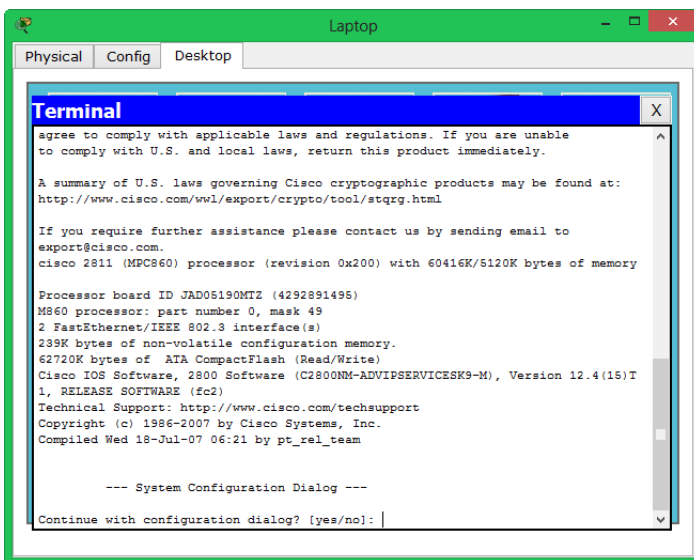 Laptop
Physical Config Desktop
Terminal X
agree to comply with applicable laws and regulations. If you are unable
to comply with U.S. and local laws, return this product immediately.
A summary of U.S. laws governing Cisco cryptographic products may be found at:
http://www.cisco.com/wwl/export/crypto/tool/stqrg.html
If you require further assistance please contact us by sending email to
export@cisco.com.
cisco 2811 (MPC860) processor (revision 0x200) with 60416K/5120K bytes of memory
Processor board ID JAD05190MTZ (4292891495)
M860 processor: part number 0, mask 49
2 FastEthernet/IEEE 802.3 interface(s)
239K bytes of non-volatile configuration memory.
62720K bytes of ATA CompactFlash (Read/Write)
Cisco IOS Software, 2800 Software (C2800NM-ADVIPSERVICESK9-M), Version 12.4(15)T
1, RELEASE SOFTWARE (fc2)
Technical Support: http://www.cisco.com/techsupport
Copyright (c) 1986-2007 by Cisco Systems, Inc.
Compiled Wed 18-Jul-07 06:21 by pt_rel_team
--- System Configuration Dialog ---
Continue with configuration dialog? [yes/no]: